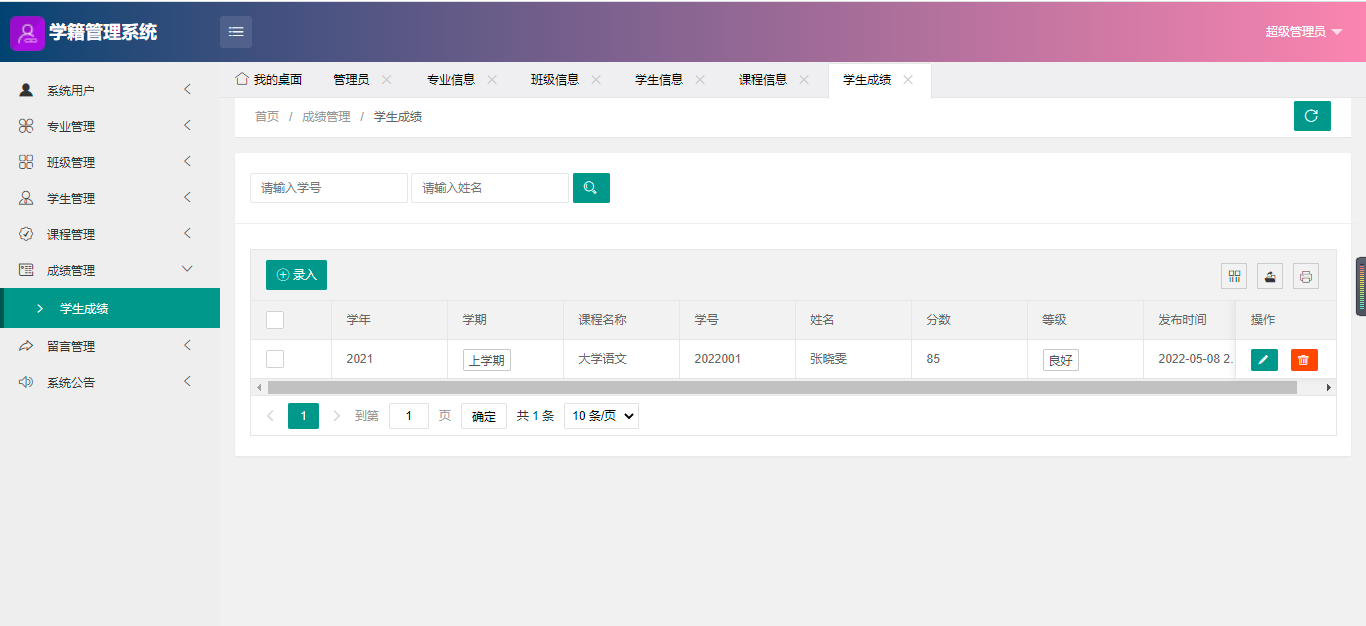 学籍管理系统
超级管理员
我的桌面 管理员 专业信息 班级信息 学生信息 课程信息 学生成绩
首页 / 成绩管理 / 学生成绩
系统用户
专业管理
班级管理
学生管理
课程管理
成绩管理
学生成绩
留言管理
系统公告
请输入学号 请输入姓名
录入
学年 学期 课程名称 学号 姓名 分数 等级 发布时间 操作
2021 上学期 大学语文 2022001 张晓雯 85 良好 2022-05-08 2.
1 到第 1 页 确定 共 1 条 10 条/页